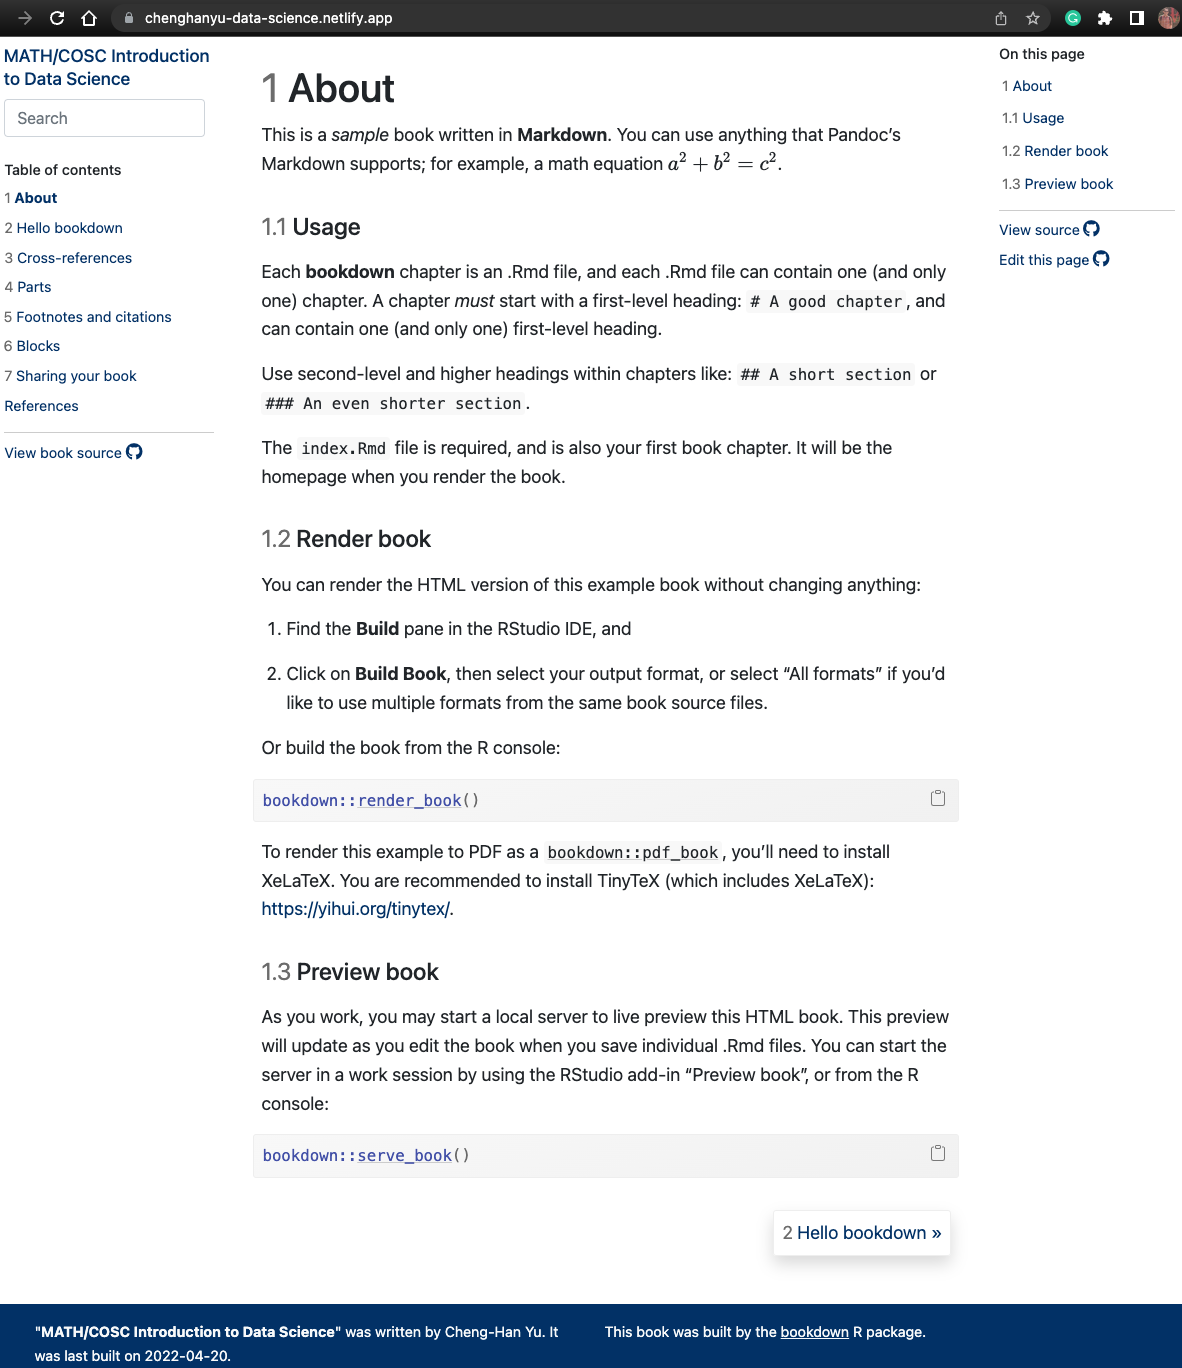 chenghanyu-data-science.netlify.app
MATH/COSC Introduction
to Data Science
Search
Table of contents
1 About
2 Hello bookdown
3 Cross-references
4 Parts
5 Footnotes and citations
6 Blocks
7 Sharing your book
References
View book source
1 About
This is a sample book written in Markdown. You can use anything that Pandoc’s
Markdown supports; for example, a math equation a² + b² = c².
1.1 Usage
Each bookdown chapter is an .Rmd file, and each .Rmd file can contain one (and only
one) chapter. A chapter must start with a first-level heading: # A good chapter, and
can contain one (and only one) first-level heading.
Use second-level and higher headings within chapters like: ## A short section or
### An even shorter section.
The index.Rmd file is required, and is also your first book chapter. It will be the
homepage when you render the book.
1.2 Render book
You can render the HTML version of this example book without changing anything:
1. Find the Build pane in the RStudio IDE, and
2. Click on Build Book, then select your output format, or select “All formats” if you’d
like to use multiple formats from the same book source files.
Or build the book from the R console:
bookdown::render_book()
To render this example to PDF as a bookdown::pdf_book, you’ll need to install
XeLaTeX. You are recommended to install TinyTeX (which includes XeLaTeX):
https://yihui.org/tinytex/.
1.3 Preview book
As you work, you may start a local server to live preview this HTML book. This preview
will update as you edit the book when you save individual .Rmd files. You can start the
server in a work session by using the RStudio add-in “Preview book”, or from the R
console:
bookdown::serve_book()
2 Hello bookdown »
On this page
1 About
1.1 Usage
1.2 Render book
1.3 Preview book
View source
Edit this page
"MATH/COSC Introduction to Data Science" was written by Cheng-Han Yu. It
was last built on 2022-04-20.
This book was built by the bookdown R package.